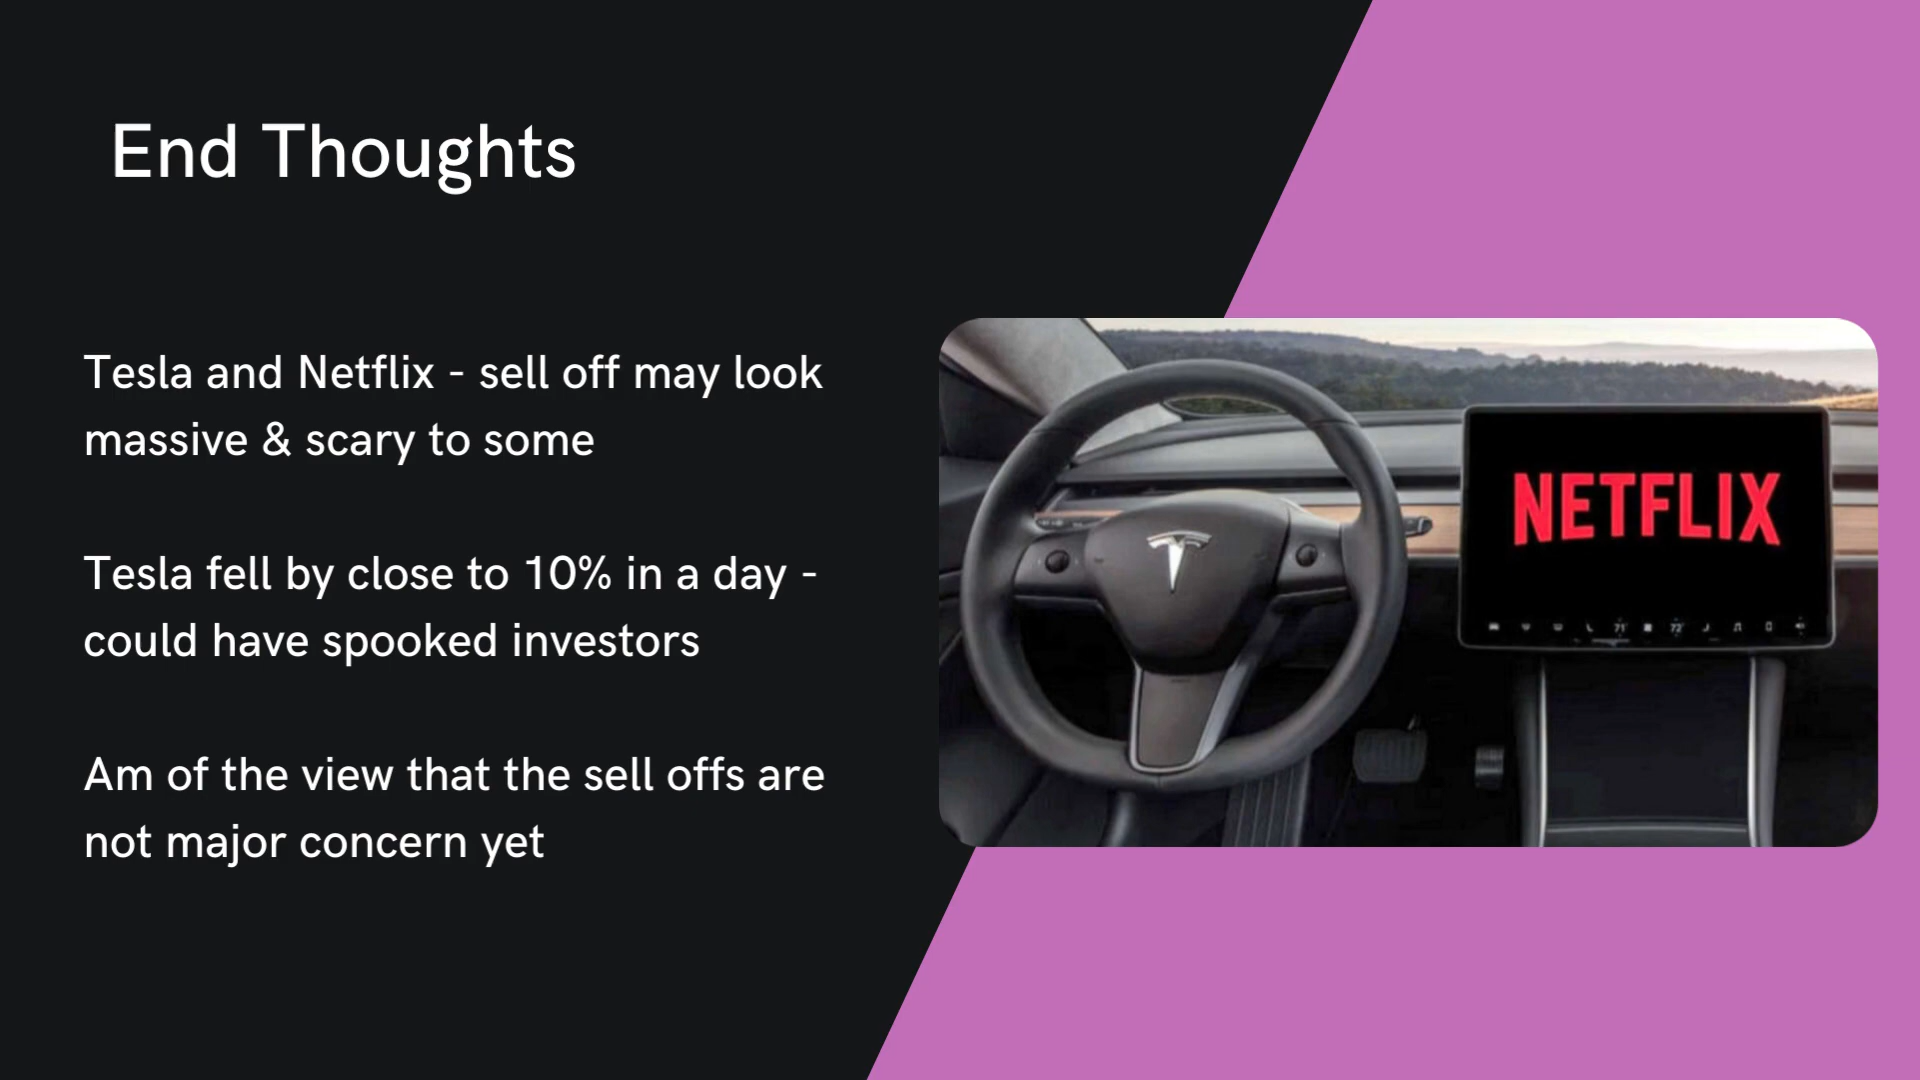 End Thoughts
Tesla and Netflix - sell off may look
massive & scary to some
Tesla fell by close to 10% in a day -
could have spooked investors
Am of the view that the sell offs are
not major concern yet
NETFLIX